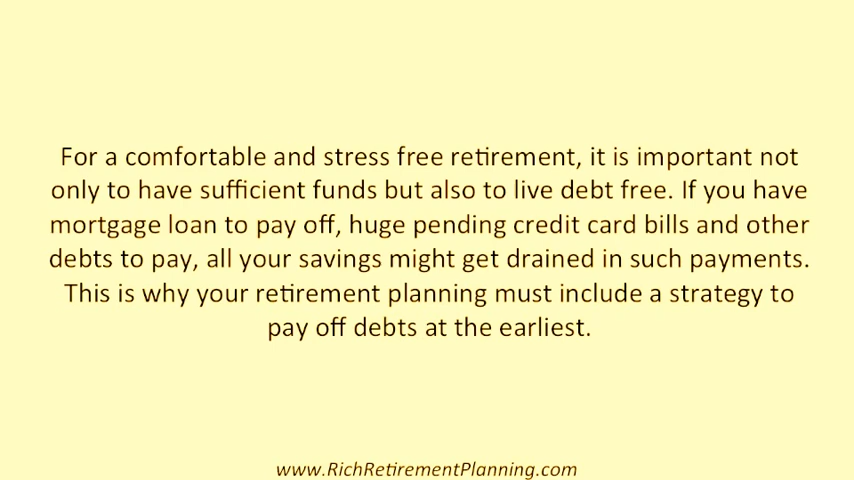 For a comfortable and stress free retirement, it is important not
only to have sufficient funds but also to live debt free. If you have
mortgage loan to pay off, huge pending credit card bills and other
debts to pay, all your savings might get drained in such payments.
This is why your retirement planning must include a strategy to
pay off debts at the earliest.
www.RichRetirementPlanning.com